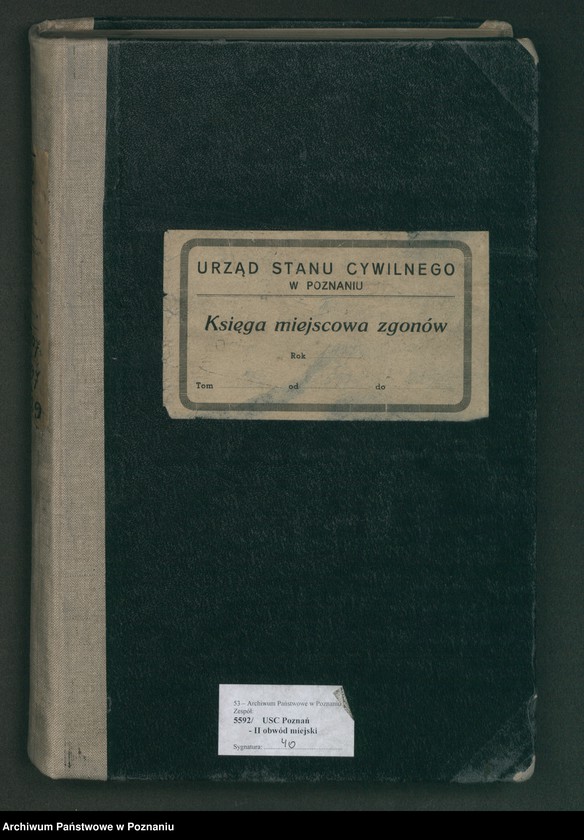 URZĄD STANU CYWILNEGO
W POZNANIU
Księga miejscowa zgonów
Rok
Tom od do
53 – Archiwum Państwowe w Poznaniu
Zespół:
5592/ USC Poznań
- II obwód miejski
Sygnatura: 40
Archiwum Państwowe w Poznaniu